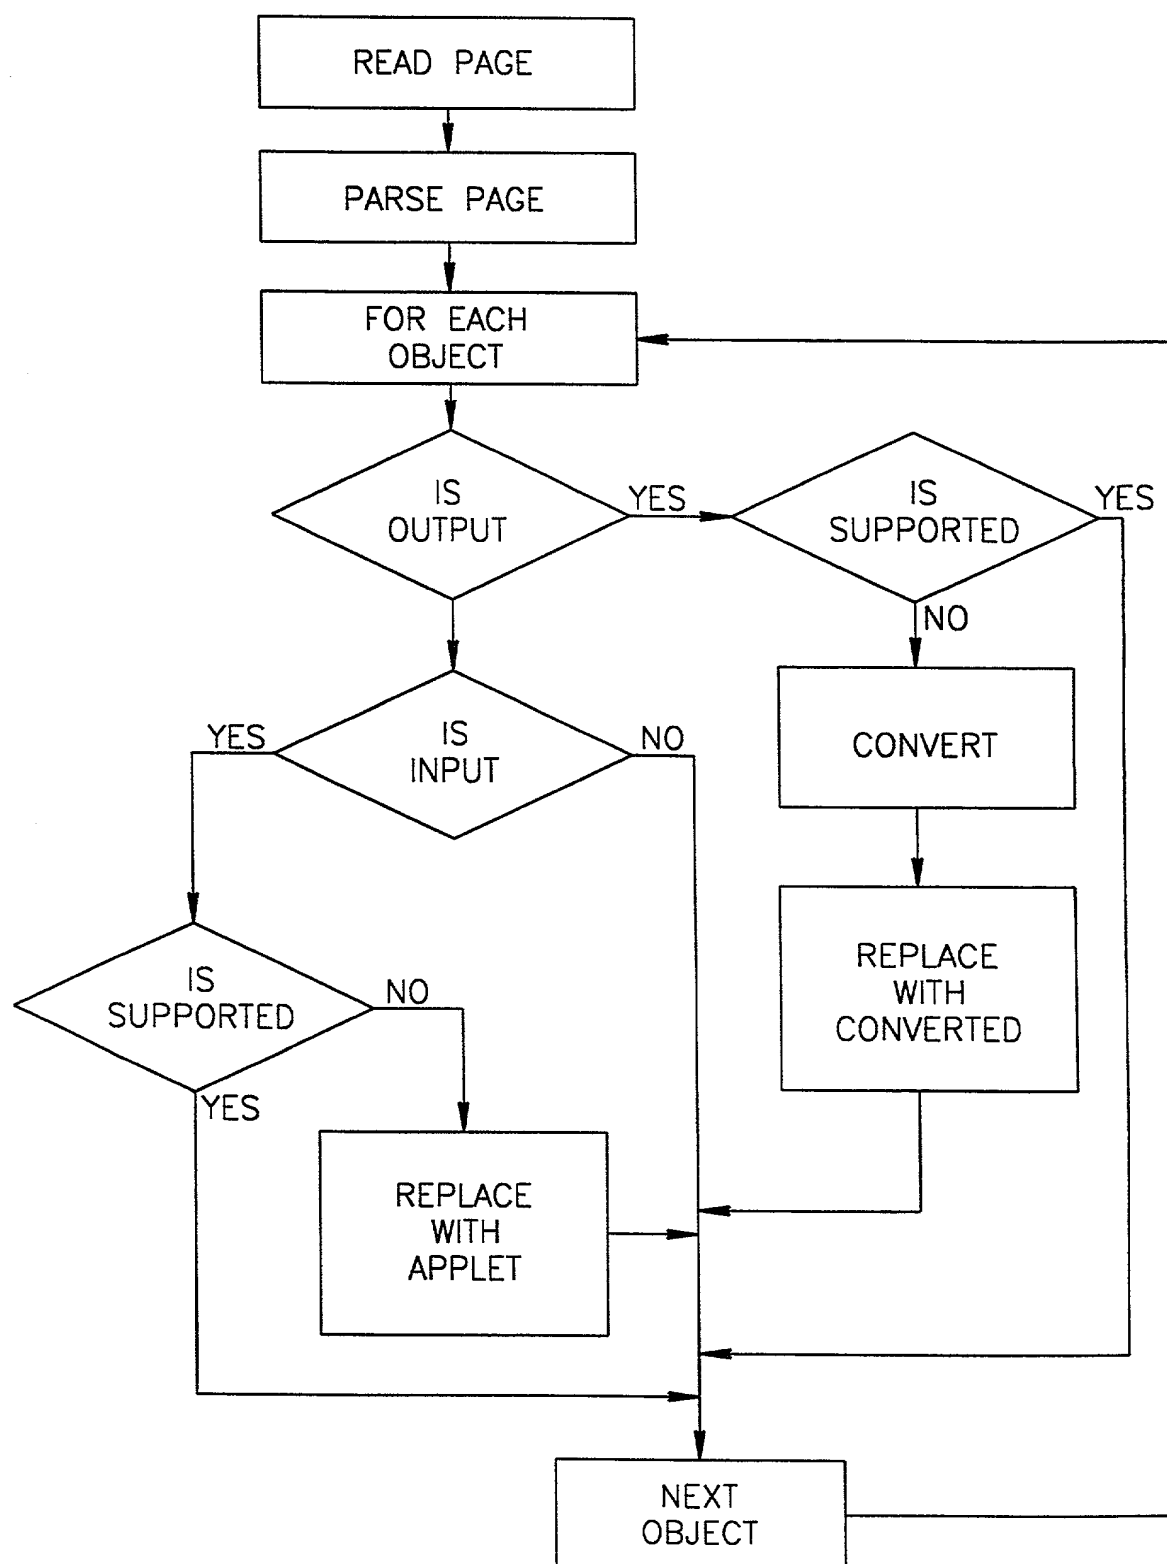 READ PAGE
PARSE PAGE
FOR EACH
OBJECT
IS
OUTPUT
YES
IS
SUPPORTED
YES
NO
IS
INPUT
YES
NO
CONVERT
REPLACE
WITH
CONVERTED
IS
SUPPORTED
NO
YES
REPLACE
WITH
APPLET
NEXT
OBJECT